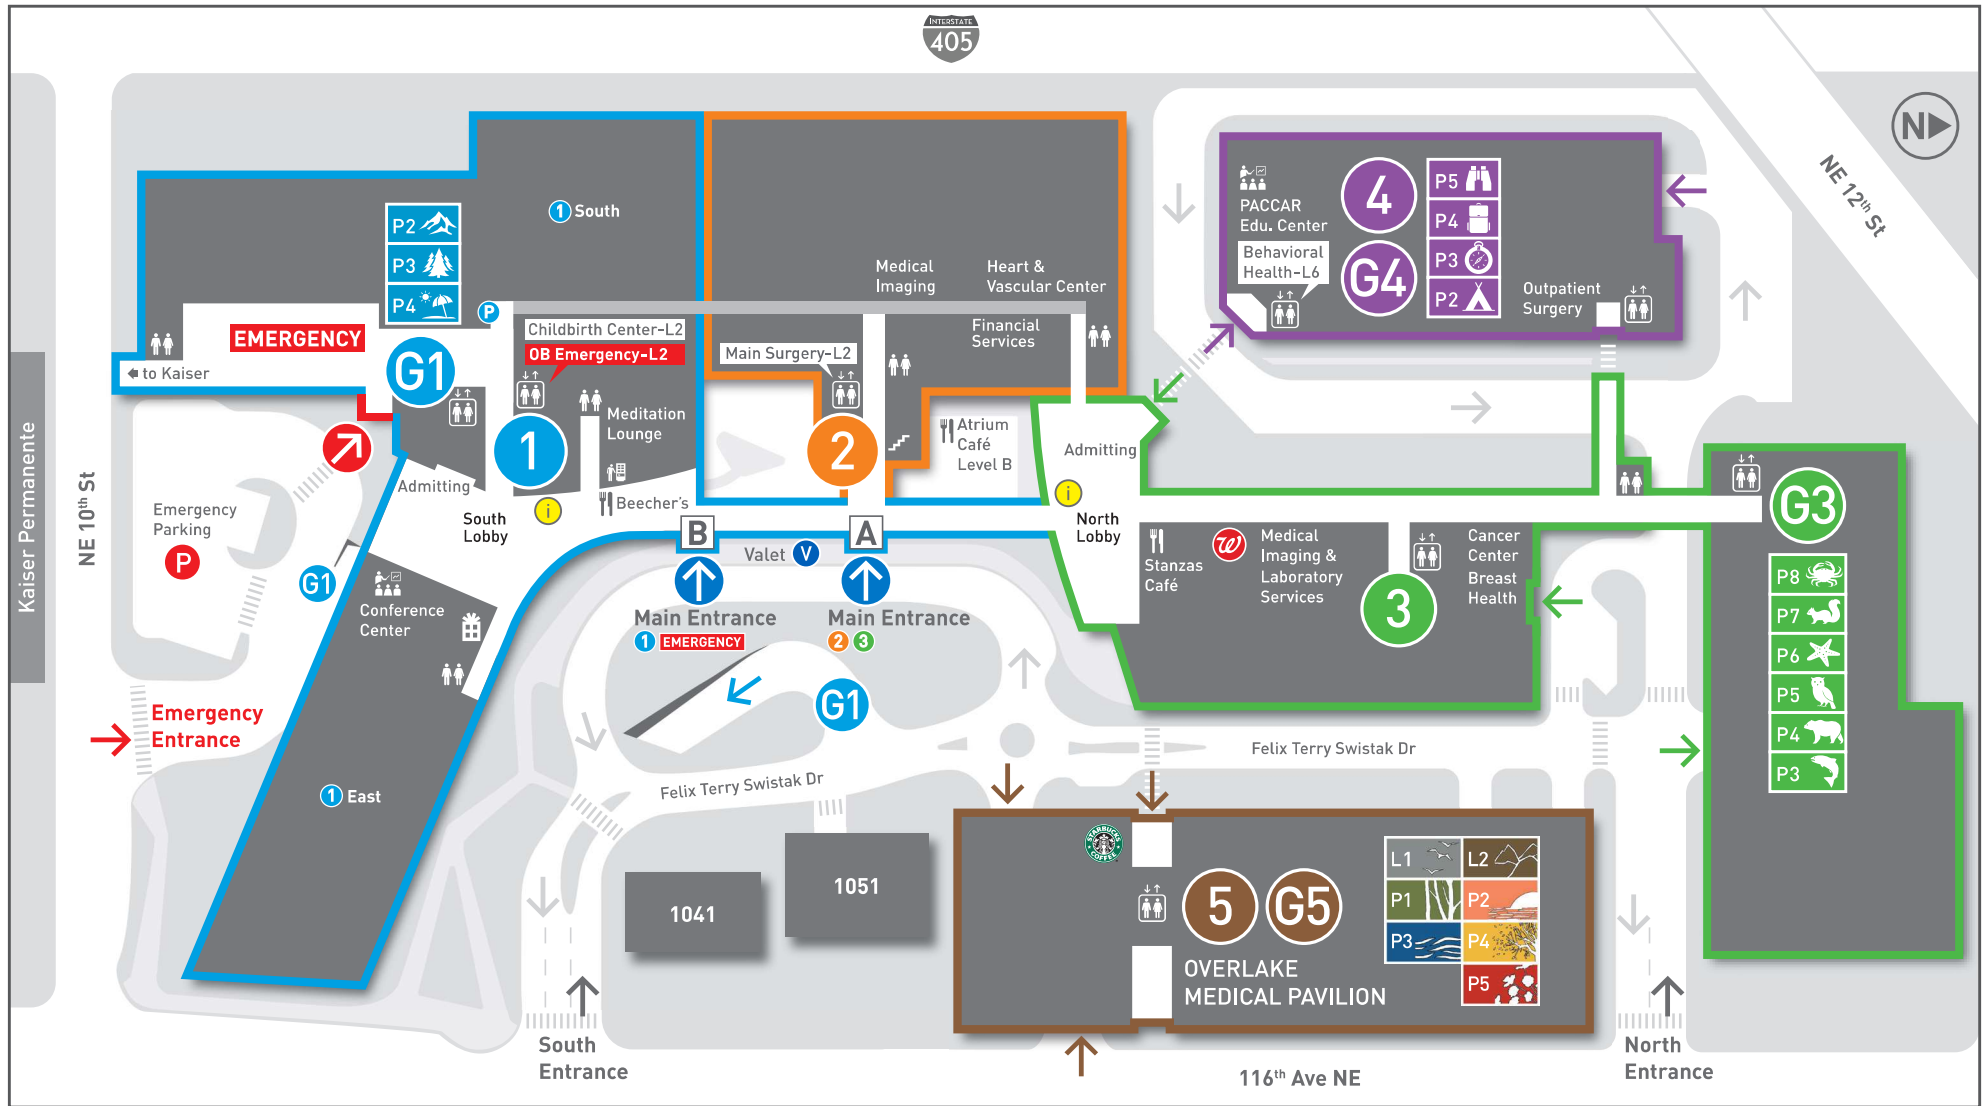 INTERSTATE
405
N
NE 12th St
Kaiser Permanente
NE 10th St
1 South
P2
P3
P4
P
EMERGENCY
to Kaiser
G1
Childbirth Center-L2
OB Emergency-L2
Meditation
Lounge
1
Admitting
South
Lobby
i
Beecher's
Medical
Imaging
Heart &
Vascular Center
Financial
Services
Main Surgery-L2
2
Atrium
Café
Level B
Admitting
i
North
Lobby
PACCAR
Edu. Center
Behavioral
Health-L6
4
G4
P5
P4
P3
P2
Outpatient
Surgery
Emergency
Parking
P
G1
Conference
Center
B
A
Valet V
Main Entrance
1 EMERGENCY
Main Entrance
2 3
G1
Stanzas
Café
W
Medical
Imaging &
Laboratory
Services
3
Cancer
Center
Breast
Health
G3
P8
P7
P6
P5
P4
P3
Emergency
Entrance
1 East
Felix Terry Swistak Dr
Felix Terry Swistak Dr
1041
1051
STARBUCKS
COFFEE
5
G5
OVERLAKE
MEDICAL PAVILION
L1
L2
P1
P2
P3
P4
P5
South
Entrance
116th Ave NE
North
Entrance